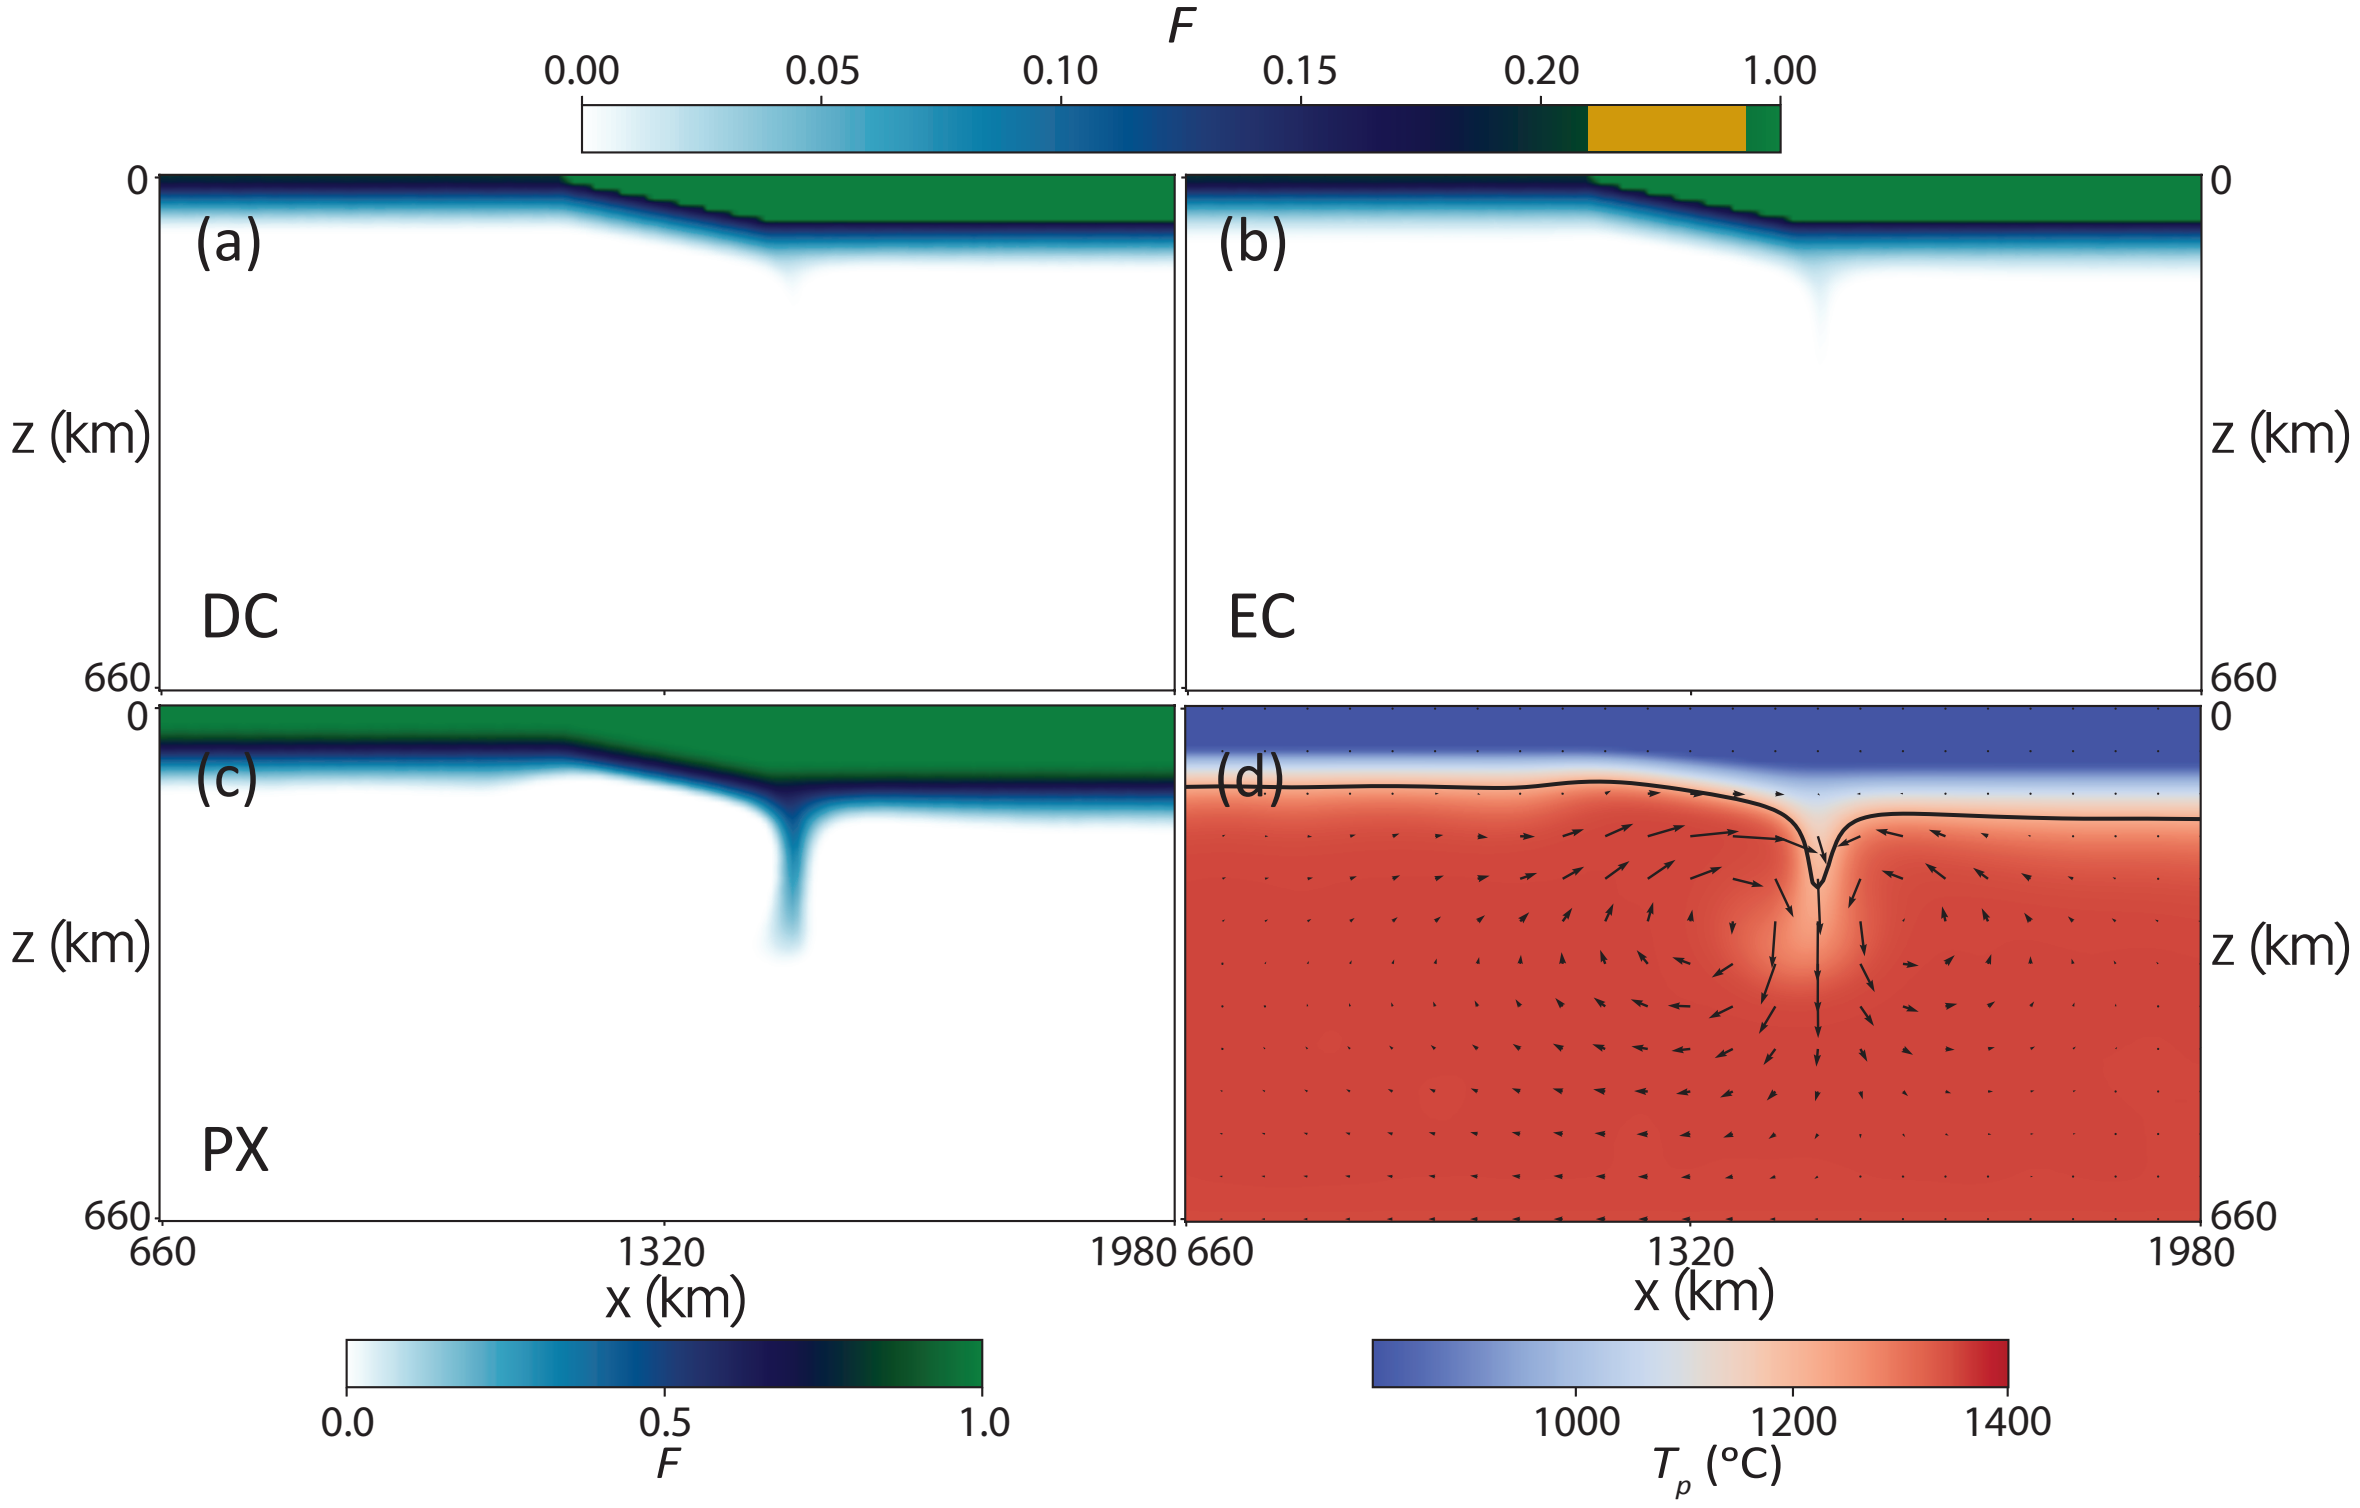 F
0.00 0.05 0.10 0.15 0.20 1.00
0 0
(a) (b)
z (km) z (km)
DC EC
660 660
0 0
(c) (d)
z (km) z (km)
PX
660 660
660 1320 1980 660 1320 1980
x (km) x (km)
0.0 0.5 1.0 1000 1200 1400
F Tp (°C)